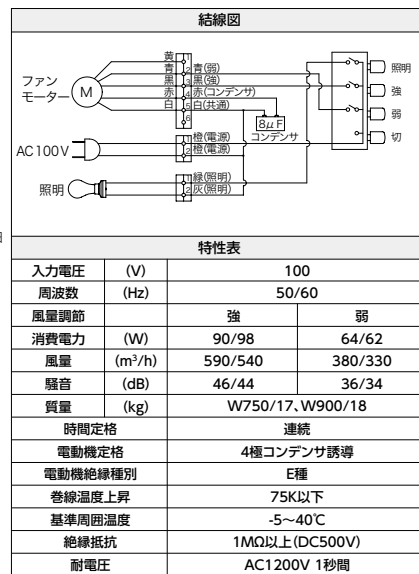 結線図
黄
青
黒
赤
白
1
2
3
4
5
6
青(弱)
黒(強)
赤(コンデンサ)
白(共通)
ファン
モーター
M
8μF
コンデンサ
照明
強
弱
切
AC100V
1
2
橙(電源)
橙(電源)
照明
1
2
緑(照明)
灰(照明)
特性表
入力電圧 (V) 100
周波数 (Hz) 50/60
風量調節 強 弱
消費電力 (W) 90/98 64/62
風量 (m³/h) 590/540 380/330
騒音 (dB) 46/44 36/34
質量 (kg) W750/17、W900/18
時間定格 連続
電動機定格 4極コンデンサ誘導
電動機絶縁種別 E種
巻線温度上昇 75K以下
基準周囲温度 -5~40℃
絶縁抵抗 1MΩ以上(DC500V)
耐電圧 AC1200V 1秒間